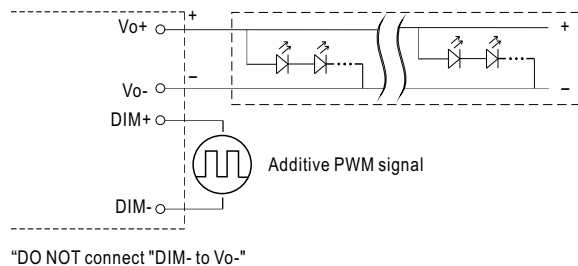 Vo+
+
+
Vo-
–
–
DIM+
Additive PWM signal
DIM-
“DO NOT connect "DIM- to Vo-"